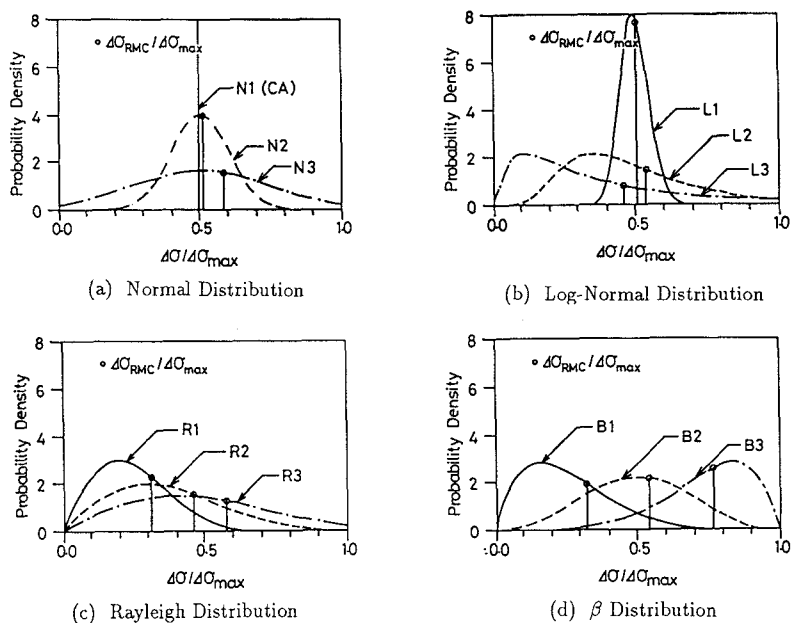 Probability Density
8
6
4
2
0
ΔσRMC/Δσmax
N1 (CA)
N2
N3
0.0 0.5 1.0
Δσ/Δσmax
(a) Normal Distribution
Probability Density
8
6
4
2
0
ΔσRMC/Δσmax
L1
L2
L3
0.0 0.5 1.0
Δσ/Δσmax
(b) Log-Normal Distribution
Probability Density
8
6
4
2
0
ΔσRMC/Δσmax
R1
R2
R3
0.0 0.5 1.0
Δσ/Δσmax
(c) Rayleigh Distribution
Probability Density
8
6
4
2
0
ΔσRMC/Δσmax
B1
B2
B3
0.0 0.5 1.0
Δσ/Δσmax
(d) β Distribution